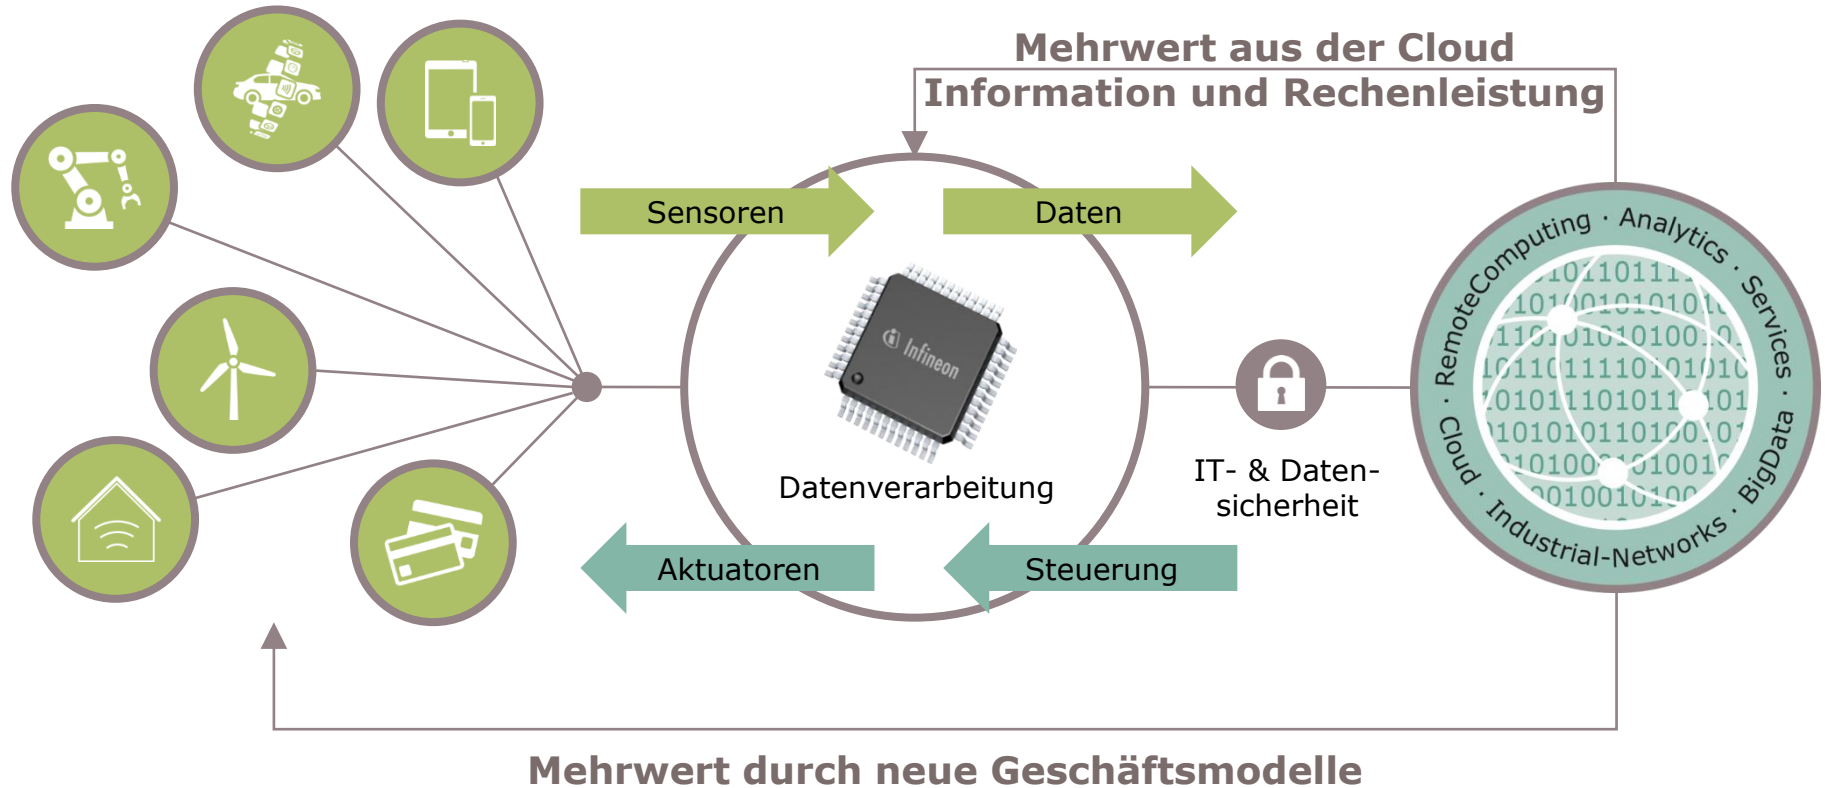 Mehrwert aus der Cloud
Information und Rechenleistung
Sensoren
Daten
Infineon
Datenverarbeitung
IT- & Daten-
sicherheit
Aktuatoren
Steuerung
Cloud · RemoteComputing · Analytics · Services · BigData · Industrial-Networks ·
Mehrwert durch neue Geschäftsmodelle